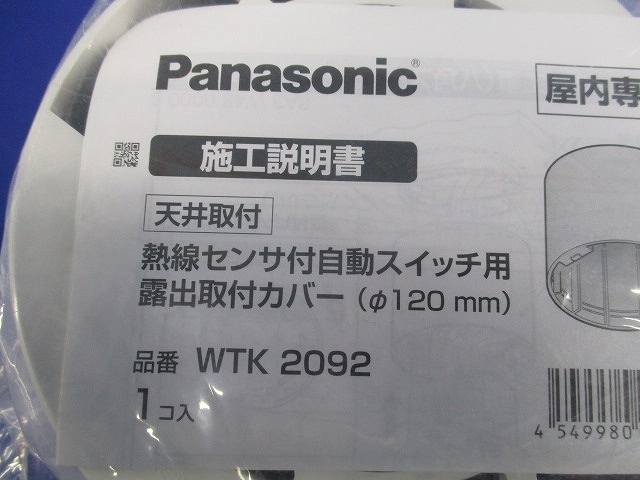 Panasonic®
屋内専
施工説明書
天井取付
熱線センサ付自動スイッチ用
露出取付カバー（φ120 mm）
品番 WTK 2092
1コ入
4 549980